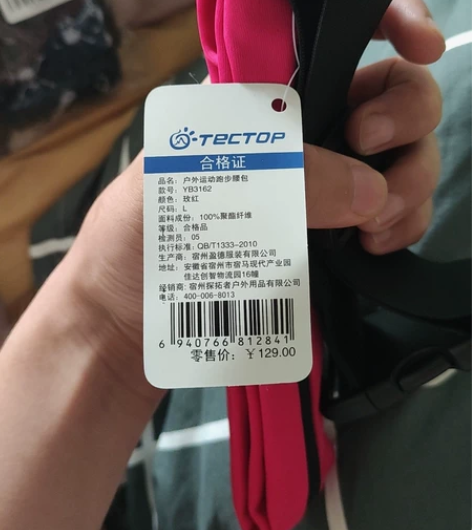 TECTOP
合格证
品名: 户外运动跑步腰包
款号: YB3162
颜色: 玫红
尺码: L
面料成份: 100%聚酯纤维
等级: 合格品
检测员: 05
执行标准: QB/T1333-2010
生产商: 宿州盈德服装有限公司
地址: 安徽省宿州市宿马现代产业园
佳达创智物流园16幢
经销商: 宿州探拓者户外用品有限公司
电话: 400-006-8013
6 940766 812841
零售价: ￥129.00